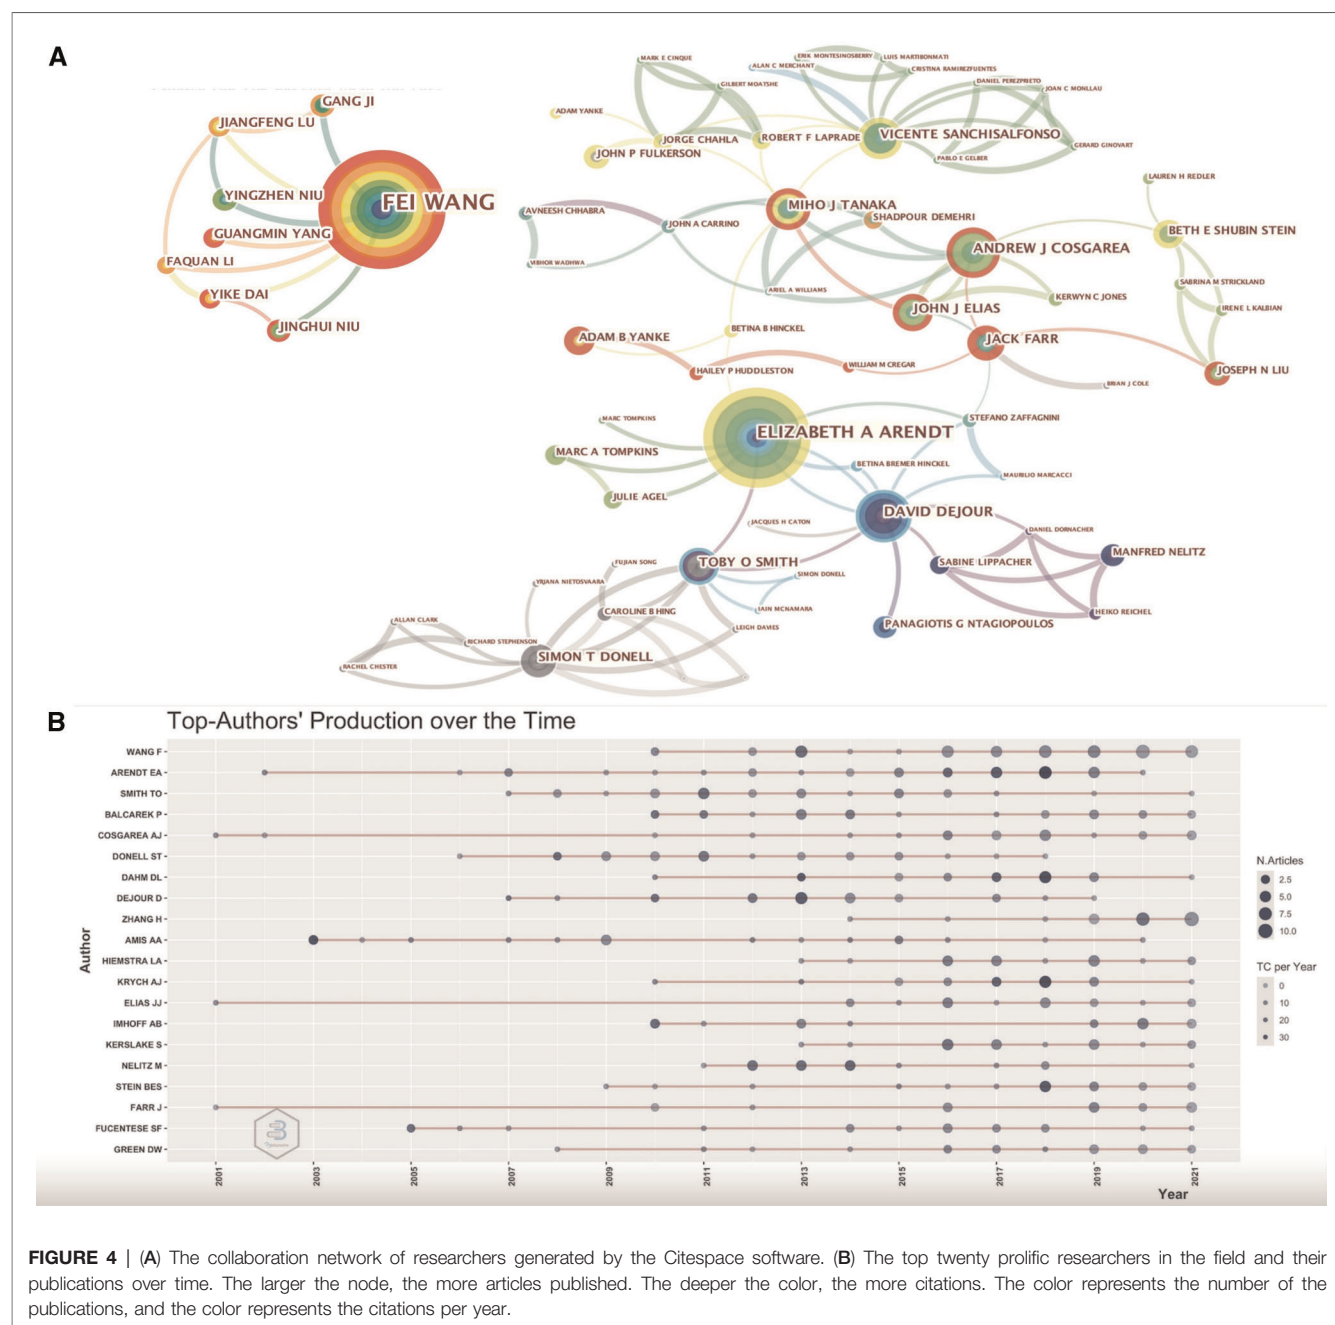 A
GANG JI
JIANGFENG LU
YINGZHEN NIU
FEI WANG
GUANGMIN YANG
FAQUAN LI
YIKE DAI
JINGHUI NIU
MARK E CINQUE
ERIK MONTESINOSBERRY
LUIS MARTIBONMATI
ALAN C MERCHANT
CRISTINA RAMIREZFUENTES
GILBERT MOATSHE
DANIEL PEREZPRIETO
JOAN C MONLLAU
ADAM YANKE
JORGE CHAHLA
ROBERT F LAPRADE
VICENTE SANCHISALFONSO
JOHN P FULKERSON
PABLO E GELBER
GERARD GINOVART
LAUREN H REDLER
AVNEESH CHHABRA
JOHN A CARRINO
MIHO J TANAKA
SHADPOUR DEMEHRI
BETH E SHUBIN STEIN
ANDREW J COSGAREA
VIBHOR WADHWA
ARIEL A WILLIAMS
SABRINA M STRICKLAND
KERWYN C JONES
JOHN J ELIAS
IRENE L KALBIAN
ADAM B YANKE
BETINA B HINCKEL
JACK FARR
HAILEY P HUDDLESTON
WILLIAM M CREGAR
JOSEPH N LIU
BRIAN J COLE
MARC TOMPKINS
ELIZABETH A ARENDT
STEFANO ZAFFAGNINI
MARC A TOMPKINS
BETINA BREMER HINCKEL
MAURILIO MARCACCI
JULIE AGEL
DAVID DEJOUR
JACQUES H CATON
DANIEL DORNACHER
MANFRED NELITZ
FUJIAN SONG
TOBY O SMITH
SABINE LIPPACHER
YRJANA NIETOSVAARA
SIMON DONELL
CAROLINE B HING
IAIN MCNAMARA
HEIKO REICHEL
ALLAN CLARK
LEIGH DAVIES
PANAGIOTIS G NTAGIOPOULOS
RICHARD STEPHENSON
RACHEL CHESTER
SIMON T DONELL
B
Top-Authors' Production over the Time
Author
WANG F
ARENDT EA
SMITH TO
BALCAREK P
COSGAREA AJ
DONELL ST
DAHM DL
DEJOUR D
ZHANG H
AMIS AA
HIEMSTRA LA
KRYCH AJ
ELIAS JJ
IMHOFF AB
KERSLAKE S
NELITZ M
STEIN BES
FARR J
FUCENTESE SF
GREEN DW
N.Articles
2.5
5.0
7.5
10.0
TC per Year
0
10
20
30
2001 2003 2005 2007 2009 2011 2013 2015 2017 2019 2021
Year
FIGURE 4 | (A) The collaboration network of researchers generated by the Citespace software. (B) The top twenty prolific researchers in the field and their
publications over time. The larger the node, the more articles published. The deeper the color, the more citations. The color represents the number of the
publications, and the color represents the citations per year.